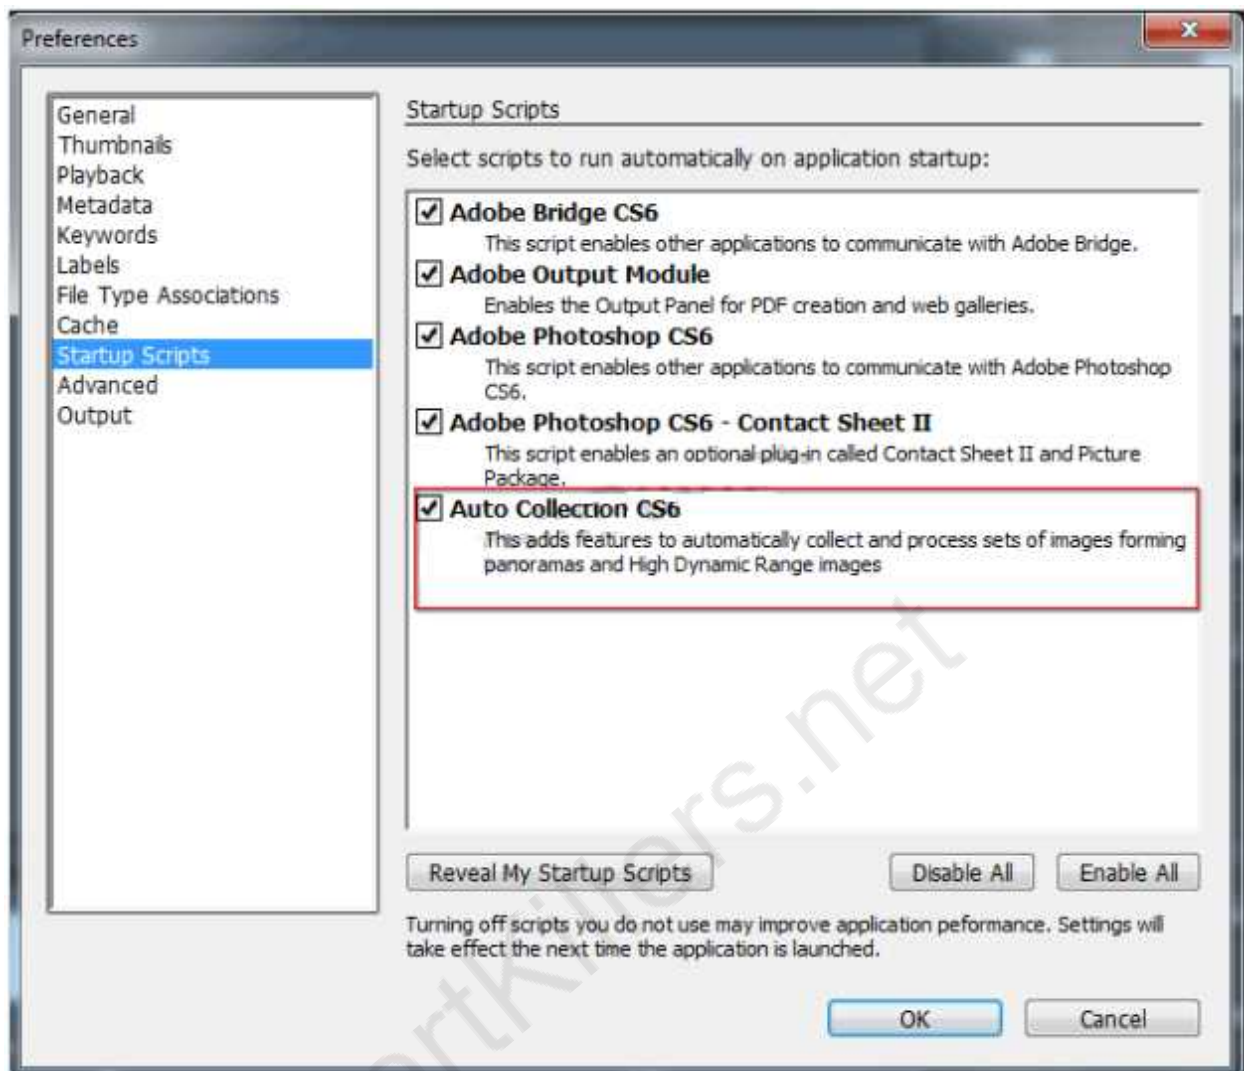 Preferences
x
General
Thumbnails
Playback
Metadata
Keywords
Labels
File Type Associations
Cache
Startup Scripts
Advanced
Output
Startup Scripts
Select scripts to run automatically on application startup:
Adobe Bridge CS6
This script enables other applications to communicate with Adobe Bridge.
Adobe Output Module
Enables the Output Panel for PDF creation and web galleries.
Adobe Photoshop CS6
This script enables other applications to communicate with Adobe Photoshop
CS6.
Adobe Photoshop CS6 - Contact Sheet II
This script enables an optional plug-in called Contact Sheet II and Picture
Package.
Auto Collection CS6
This adds features to automatically collect and process sets of images forming
panoramas and High Dynamic Range images
Reveal My Startup Scripts
Disable All
Enable All
Turning off scripts you do not use may improve application peformance. Settings will
take effect the next time the application is launched.
OK
Cancel